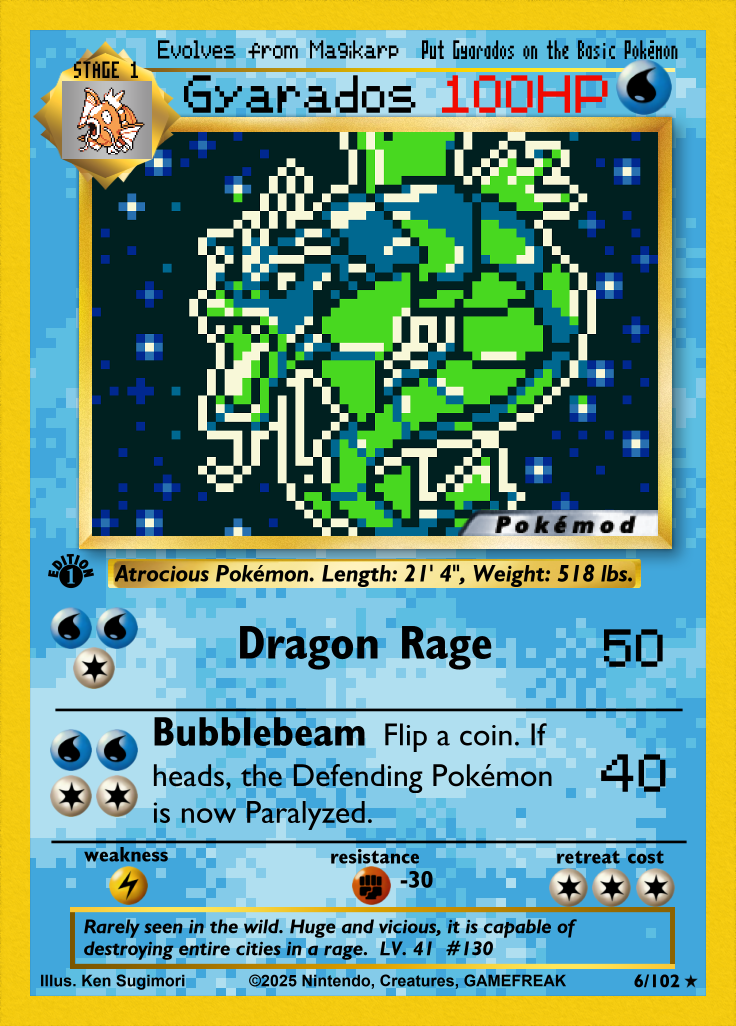 Evolves from Magikarp Put Gyarados on the Basic Pokémon
STAGE 1
Gyarados 100HP
Pokémod
EDITION
1
Atrocious Pokémon. Length: 21' 4", Weight: 518 lbs.
Dragon Rage 50
Bubblebeam Flip a coin. If
heads, the Defending Pokémon
is now Paralyzed.
40
weakness resistance retreat cost
-30
Rarely seen in the wild. Huge and vicious, it is capable of
destroying entire cities in a rage. LV. 41 #130
Illus. Ken Sugimori ©2025 Nintendo, Creatures, GAMEFREAK 6/102 ★